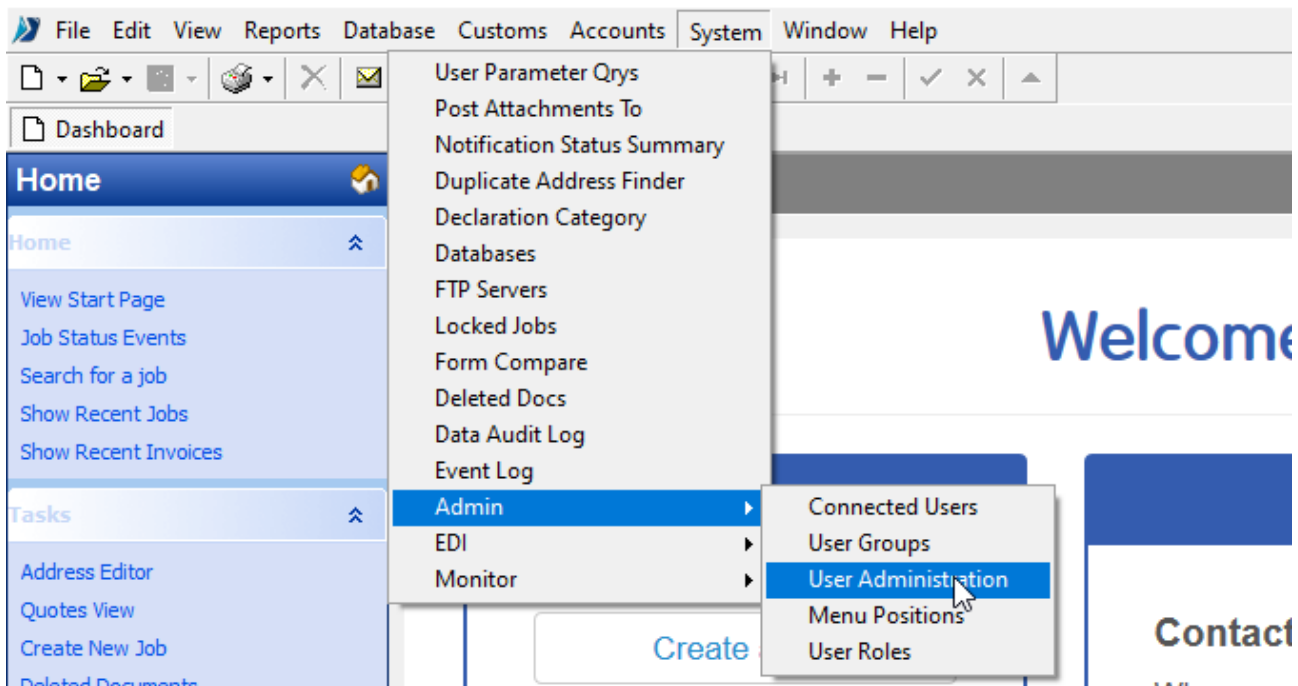 File Edit View Reports Database Customs Accounts System Window Help
Dashboard
Home
Home
View Start Page
Job Status Events
Search for a job
Show Recent Jobs
Show Recent Invoices
Tasks
Address Editor
Quotes View
Create New Job
Deleted Documents
User Parameter Qrys
Post Attachments To
Notification Status Summary
Duplicate Address Finder
Declaration Category
Databases
FTP Servers
Locked Jobs
Form Compare
Deleted Docs
Data Audit Log
Event Log
Admin
EDI
Monitor
Connected Users
User Groups
User Administration
Menu Positions
User Roles
Welcome
Create
Contact